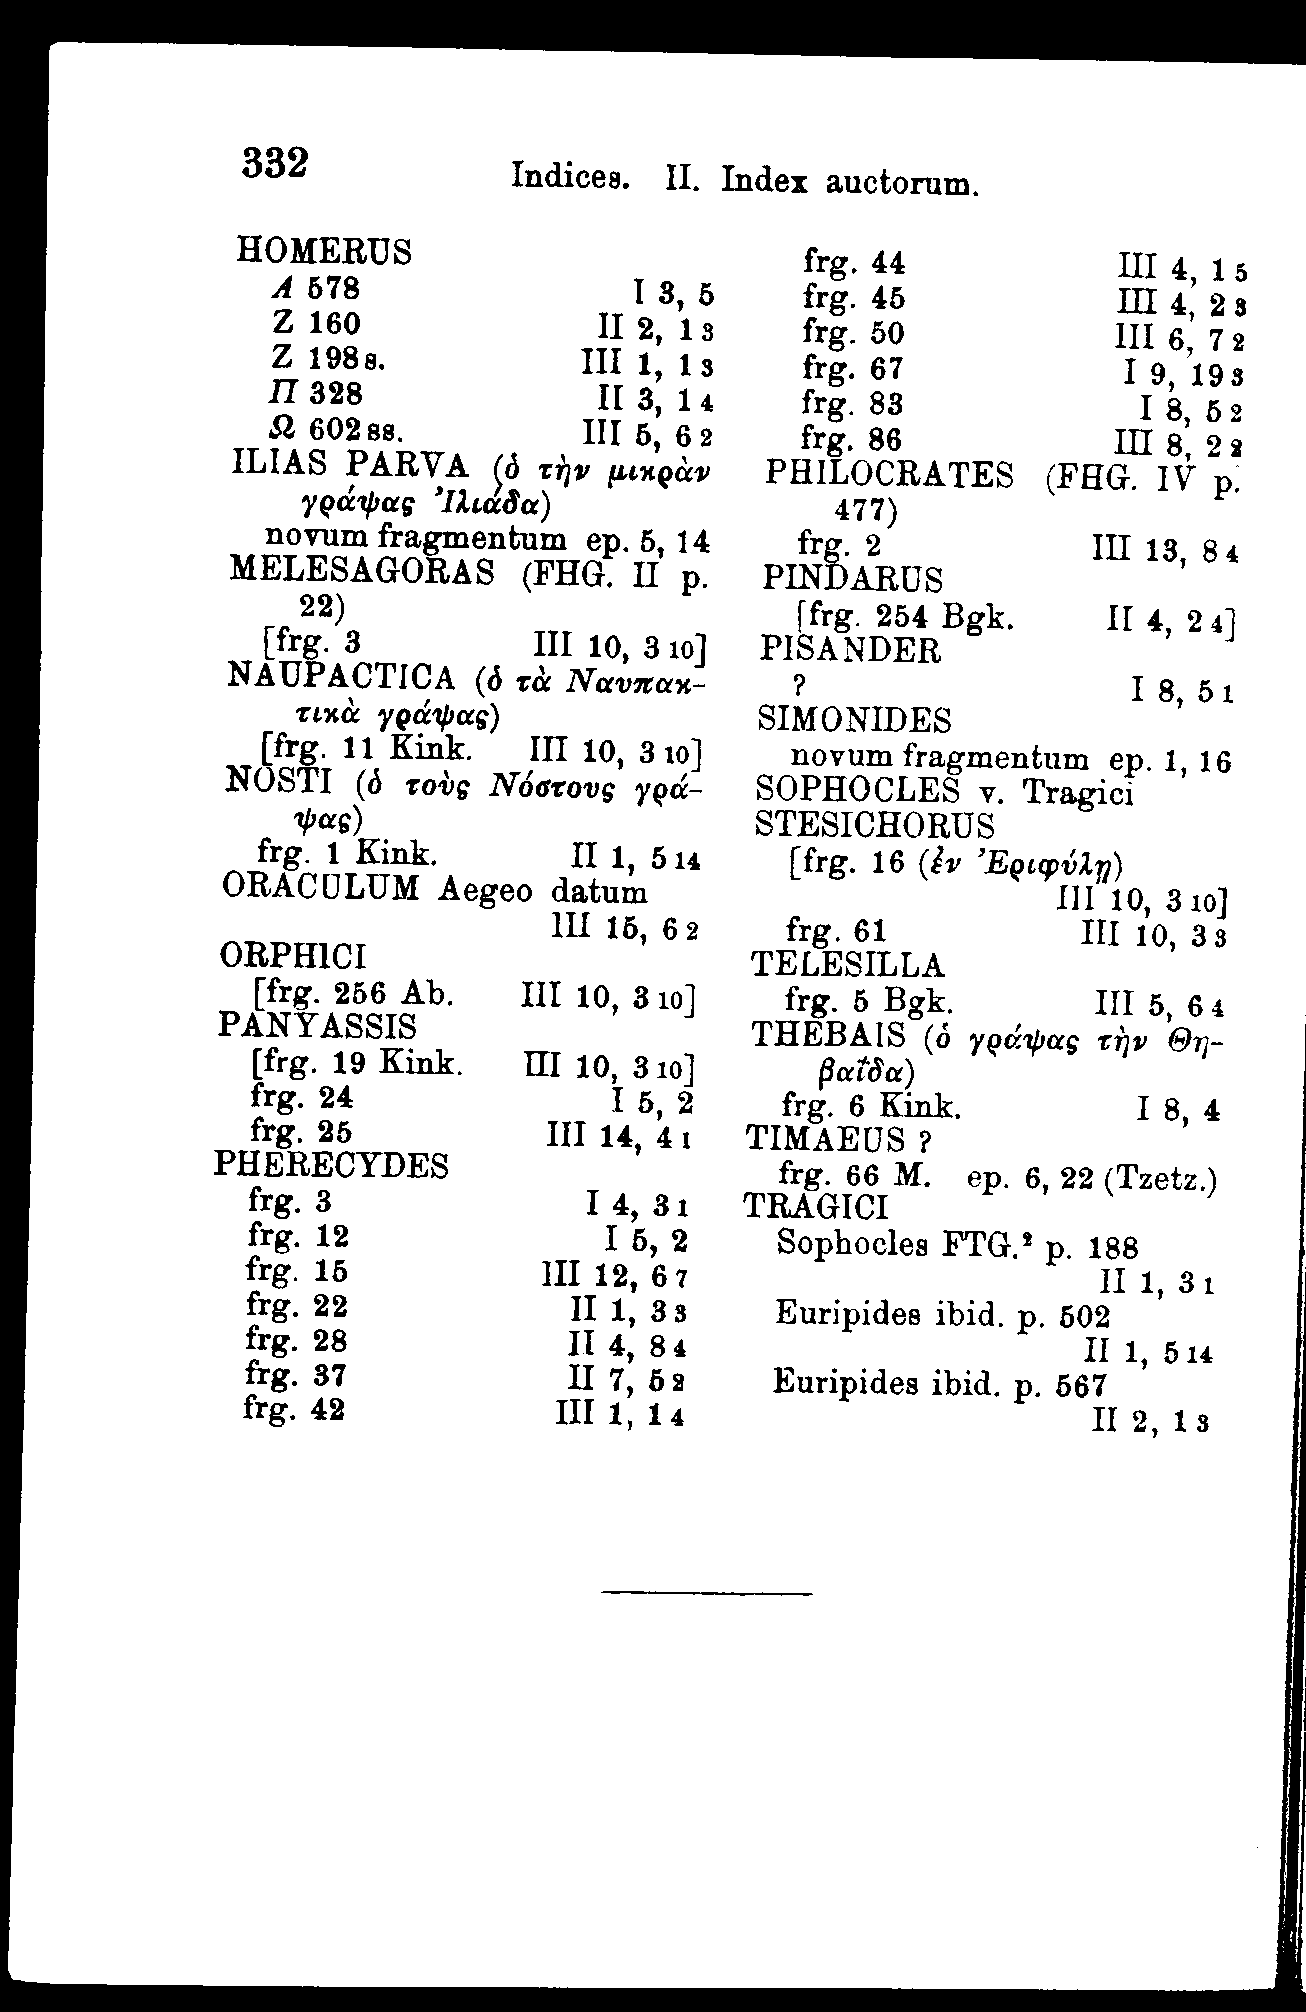 332
Indices. II. Index auctorum.
HOMERUS
Α 578 I 3, 5
Ζ 160 II 2, 1 3
Ζ 198 s. III 1, 1 3
Π 328 II 3, 1 4
Ω 602 ss. III 5, 6 2
ILIAS PARVA (ὁ τὴν μικρὰν
γράψας Ἰλιάδα)
novum fragmentum ep. 5, 14
MELESAGORAS (FHG. II p.
22)
[frg. 3 III 10, 3 10]
NAUPACTICA (ὁ τὰ Ναυπακ-
τικὰ γράψας)
[frg. 11 Kink. III 10, 3 10]
NOSTI (ὁ τοὺς Νόστους γρά-
ψας)
frg. 1 Kink. II 1, 5 14
ORACULUM Aegeo datum
III 15, 6 2
ORPHICI
[frg. 256 Ab. III 10, 3 10]
PANYASSIS
[frg. 19 Kink. III 10, 3 10]
frg. 24 I 5, 2
frg. 25 III 14, 4 1
PHERECYDES
frg. 3 I 4, 3 1
frg. 12 I 5, 2
frg. 15 III 12, 6 7
frg. 22 II 1, 3 3
frg. 28 II 4, 8 4
frg. 37 II 7, 5 2
frg. 42 III 1, 1 4
frg. 44 III 4, 1 5
frg. 45 III 4, 2 3
frg. 50 III 6, 7 2
frg. 67 I 9, 19 3
frg. 83 I 8, 5 2
frg. 86 III 8, 2 2
PHILOCRATES (FHG. IV p.
477)
frg. 2 III 13, 8 4
PINDARUS
[frg. 254 Bgk. II 4, 2 4]
PISANDER
? I 8, 5 1
SIMONIDES
novum fragmentum ep. 1, 16
SOPHOCLES v. Tragici
STESICHORUS
[frg. 16 (ἐν Ἐριφύλῃ)
III 10, 3 10]
frg. 61 III 10, 3 3
TELESILLA
frg. 5 Bgk. III 5, 6 4
THEBAIS (ὁ γράψας τὴν Θη-
βαΐδα)
frg. 6 Kink. I 8, 4
TIMAEUS ?
frg. 66 M. ep. 6, 22 (Tzetz.)
TRAGICI
Sophocles FTG.² p. 188
II 1, 3 1
Euripides ibid. p. 502
II 1, 5 14
Euripides ibid. p. 567
II 2, 1 3